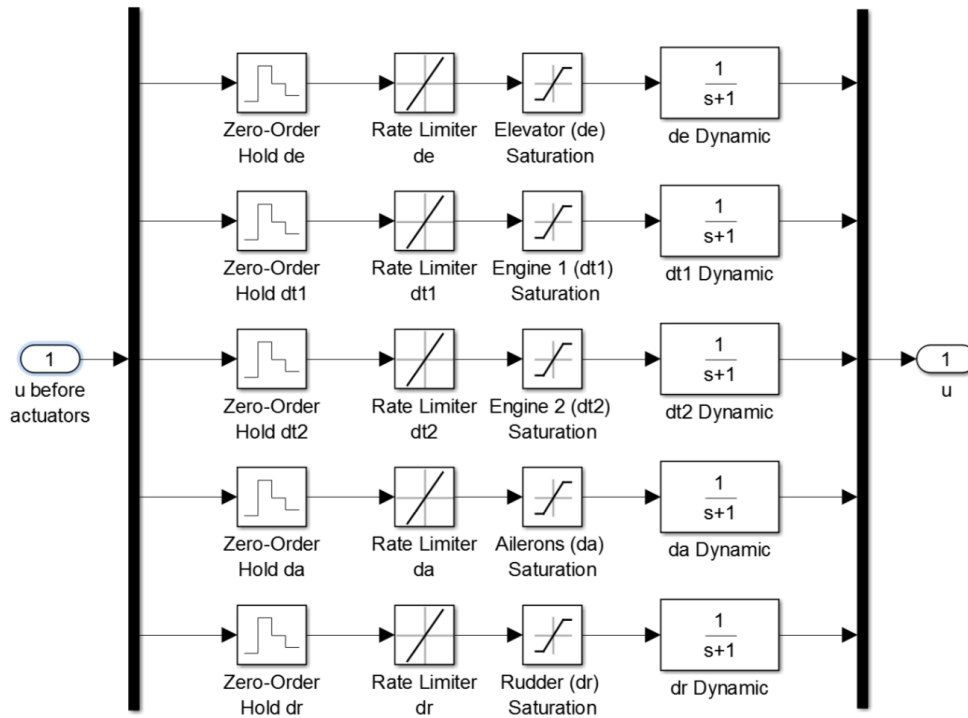 1
s+1
Zero-Order
Hold de
Rate Limiter
de
Elevator (de)
Saturation
de Dynamic
1
s+1
Zero-Order
Hold dt1
Rate Limiter
dt1
Engine 1 (dt1)
Saturation
dt1 Dynamic
1
u before
actuators
1
s+1
Zero-Order
Hold dt2
Rate Limiter
dt2
Engine 2 (dt2)
Saturation
dt2 Dynamic
1
u
1
s+1
Zero-Order
Hold da
Rate Limiter
da
Ailerons (da)
Saturation
da Dynamic
1
s+1
Zero-Order
Hold dr
Rate Limiter
dr
Rudder (dr)
Saturation
dr Dynamic